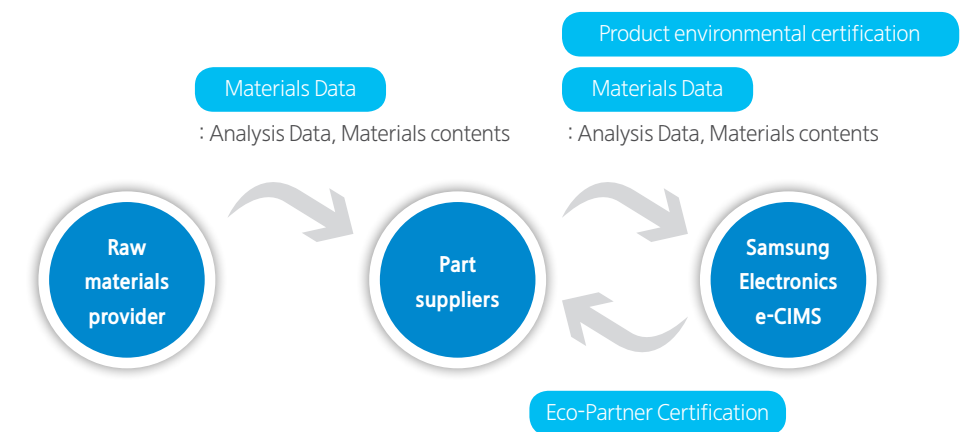 Product environmental certification
Materials Data
: Analysis Data, Materials contents
Materials Data
: Analysis Data, Materials contents
Raw
materials
provider
Part
suppliers
Samsung
Electronics
e-CIMS
Eco-Partner Certification